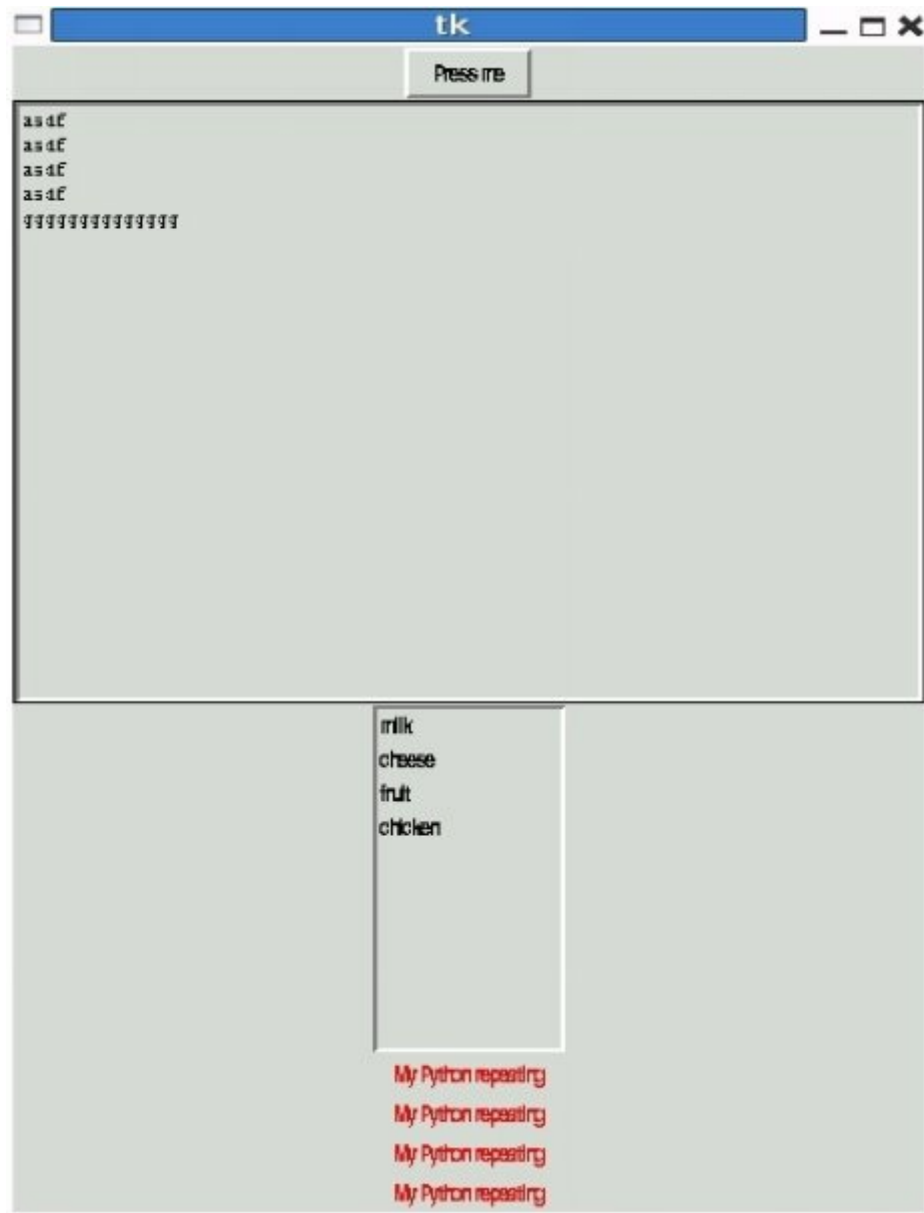 tk
Press me
asdf
asdf
asdf
asdf
milk
cheese
fruit
chicken
My Python repeating
My Python repeating
My Python repeating
My Python repeating